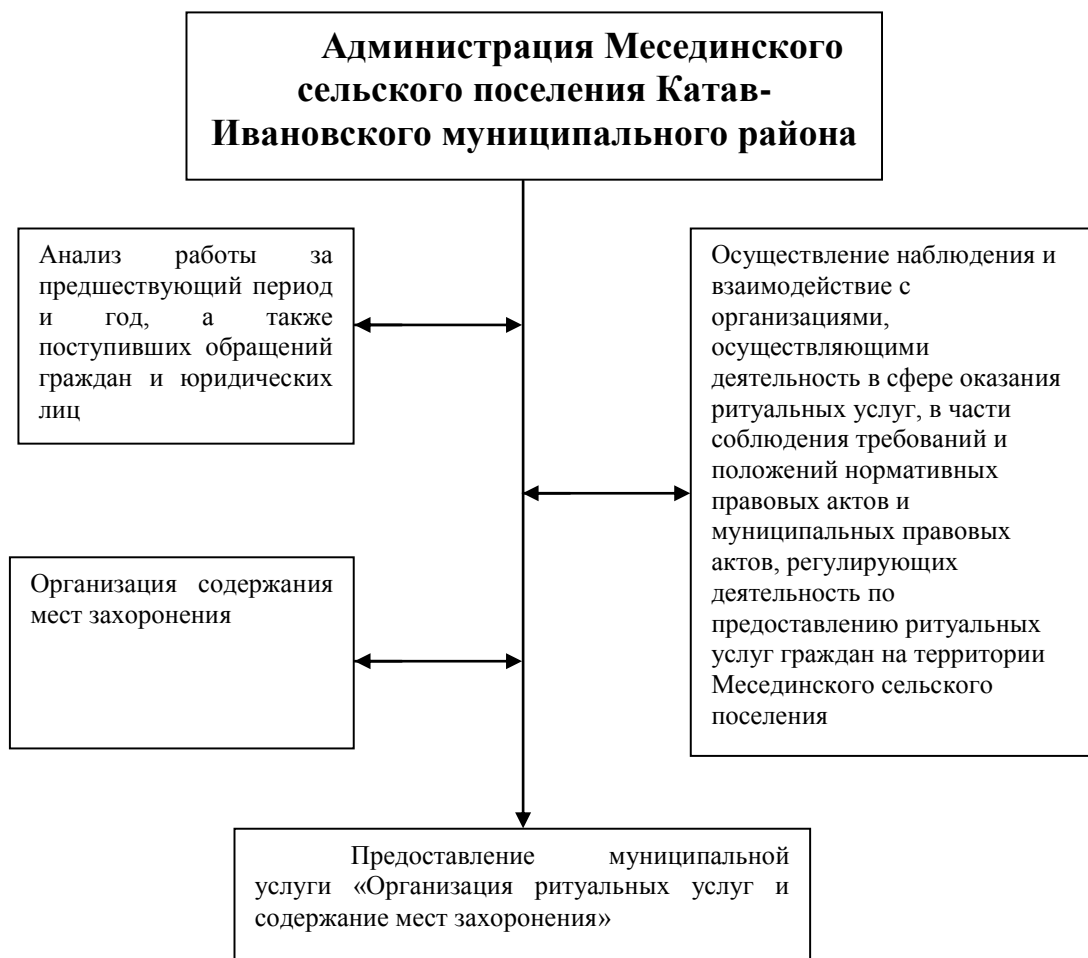 Администрация Месединского
сельского поселения Катав-
Ивановского муниципального района
Анализ работы за
предшествующий период
и год, а также
поступивших обращений
граждан и юридических
лиц
Осуществление наблюдения и
взаимодействие с
организациями,
осуществляющими
деятельность в сфере оказания
ритуальных услуг, в части
соблюдения требований и
положений нормативных
правовых актов и
муниципальных правовых
актов, регулирующих
деятельность по
предоставлению ритуальных
услуг граждан на территории
Месединского сельского
поселения
Организация содержания
мест захоронения
Предоставление муниципальной
услуги «Организация ритуальных услуг и
содержание мест захоронения»